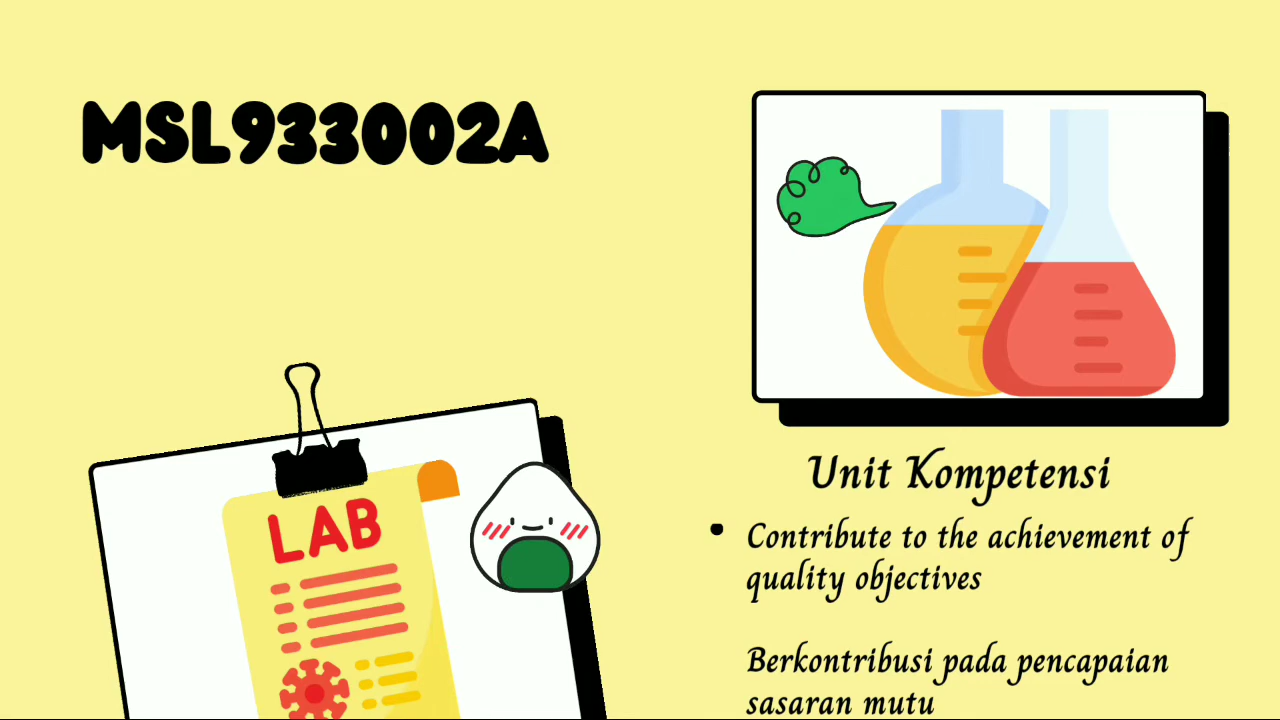 MSL933002A
LAB
Unit Kompetensi
• Contribute to the achievement of
quality objectives
Berkontribusi pada pencapaian
sasaran mutu